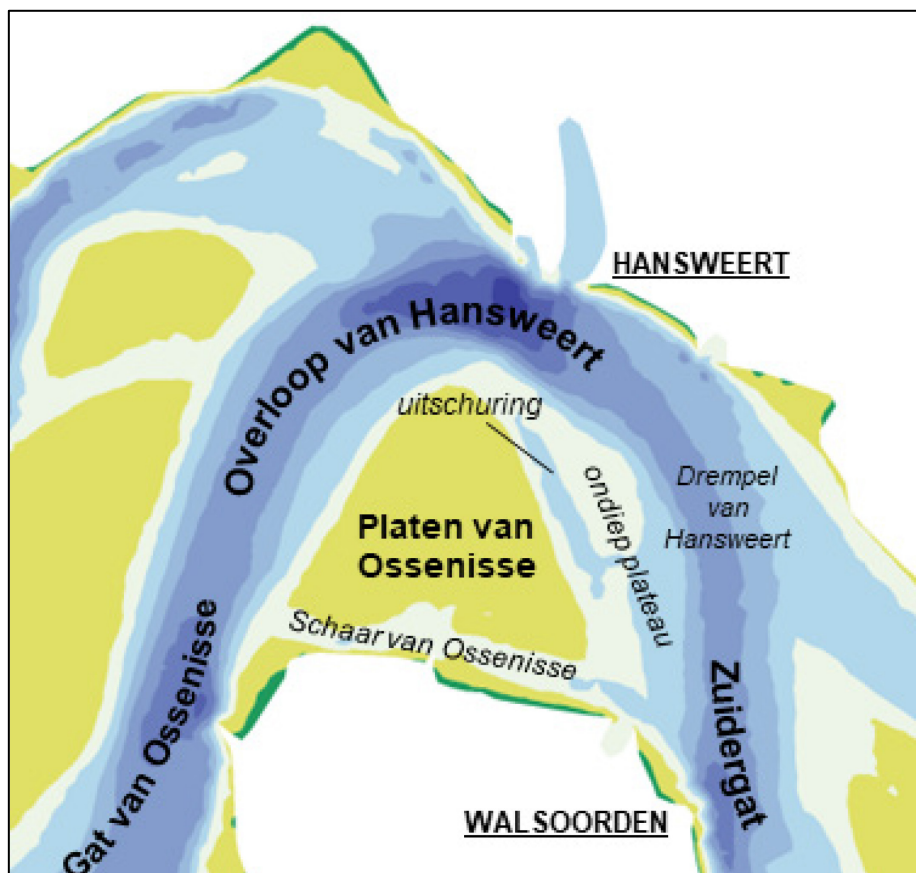 HANSWEERT
Overloop van Hansweert
uitschuring
ondiep plateau
Drempel
van
Hansweert
Platen van
Ossenisse
Schaar van Ossenisse
Gat van Ossenisse
Zuidergat
WALSOORDEN